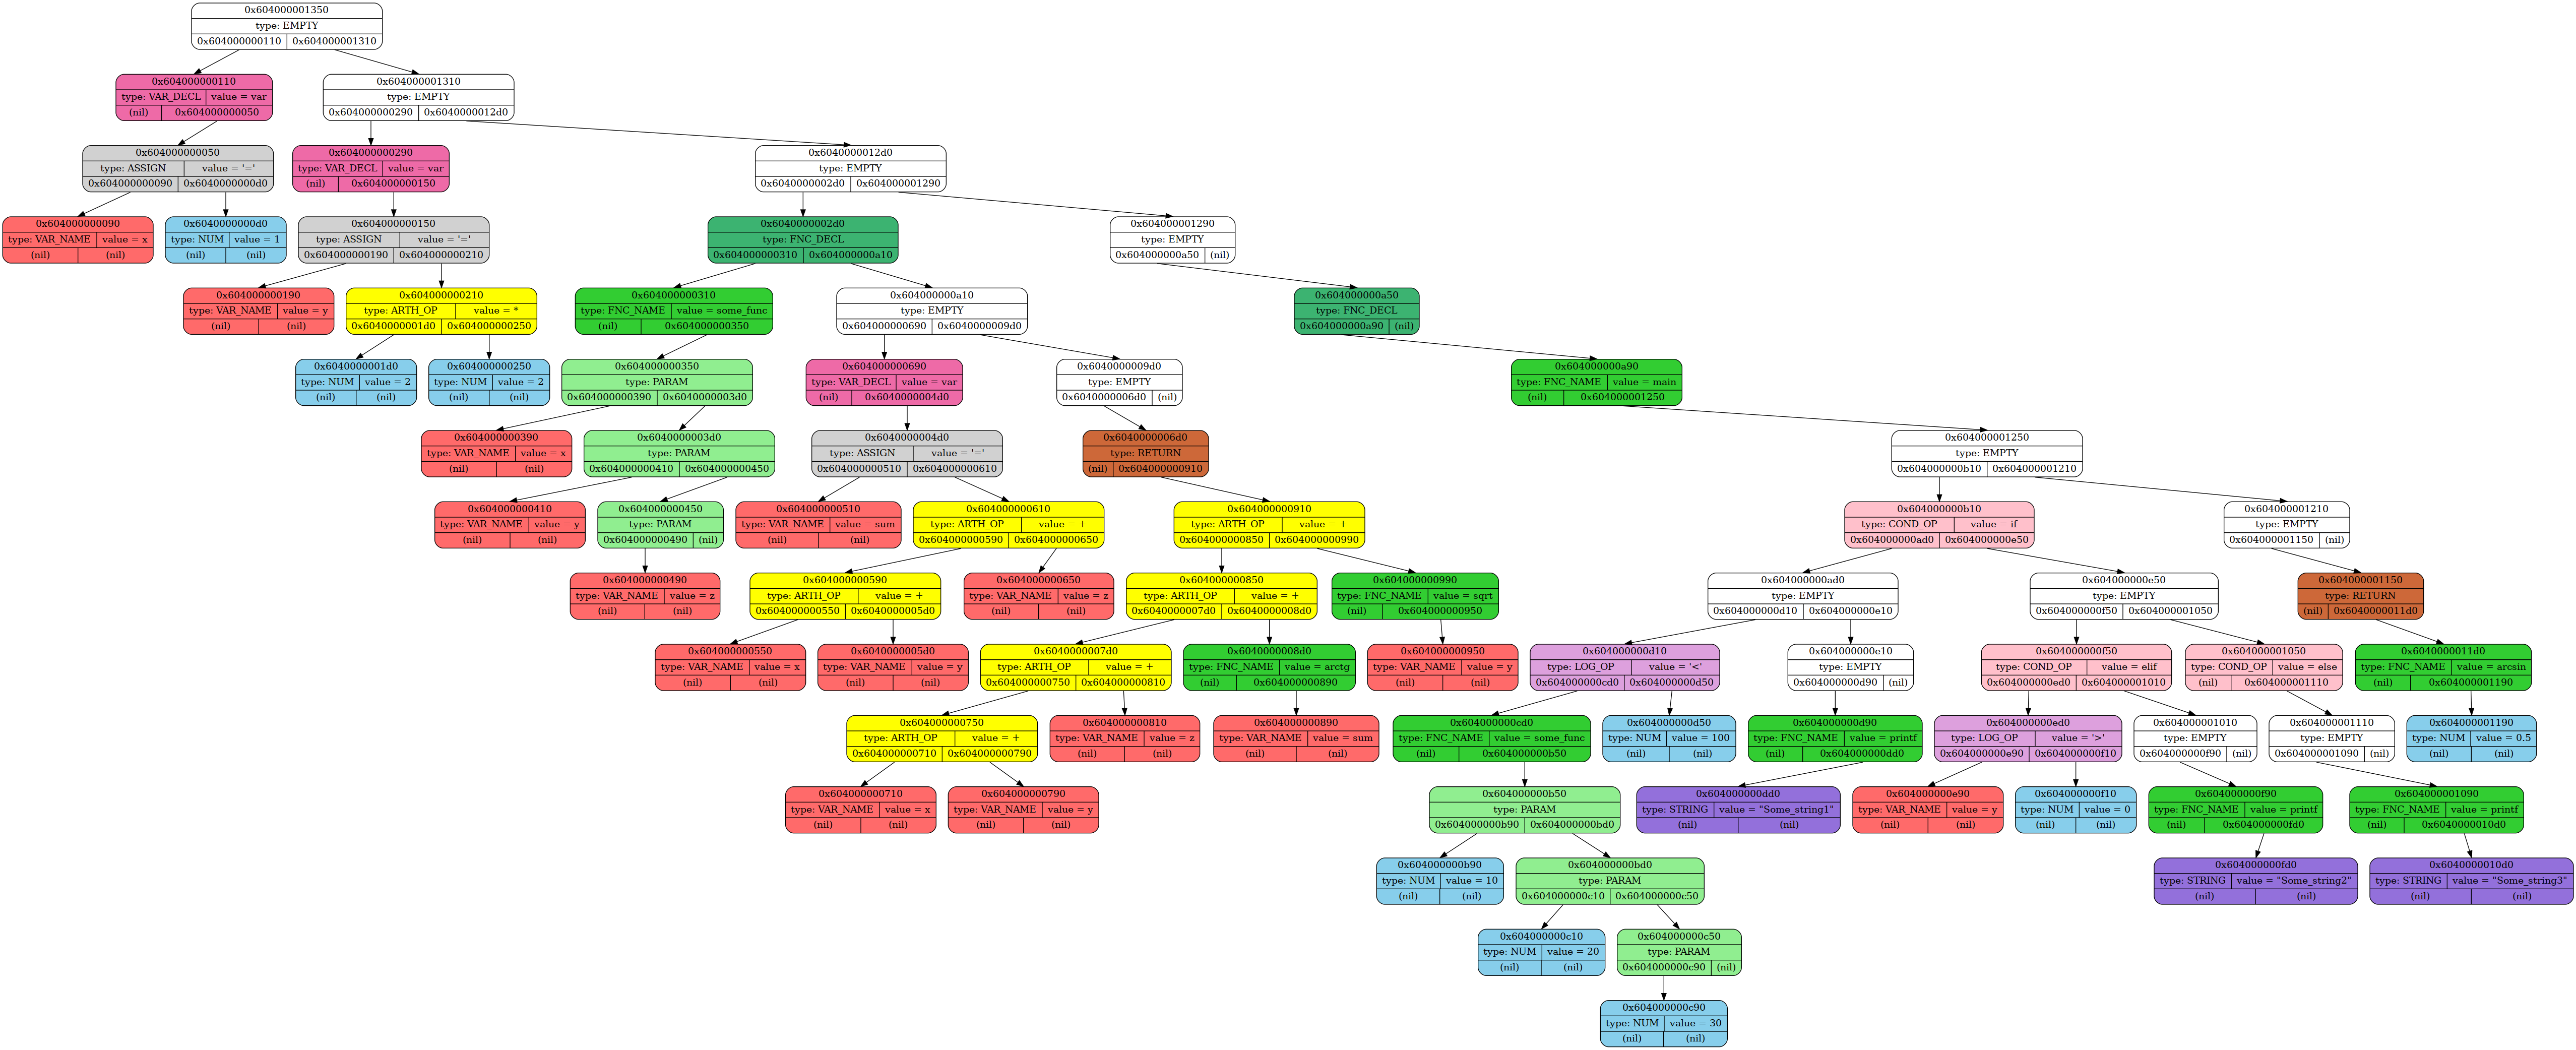 0x604000001350
type: EMPTY
0x604000000110 0x604000001310
0x604000000110
type: VAR_DECL value = var
(nil) 0x604000000050
0x604000001310
type: EMPTY
0x604000000290 0x6040000012d0
0x604000000050
type: ASSIGN value = '='
0x604000000090 0x6040000000d0
0x604000000290
type: VAR_DECL value = var
(nil) 0x604000000150
0x6040000012d0
type: EMPTY
0x6040000002d0 0x604000001290
0x604000000090
type: VAR_NAME value = x
(nil) (nil)
0x6040000000d0
type: NUM value = 1
(nil) (nil)
0x604000000150
type: ASSIGN value = '='
0x604000000190 0x604000000210
0x6040000002d0
type: FNC_DECL
0x604000000310 0x604000000a10
0x604000001290
type: EMPTY
0x604000000a50 (nil)
0x604000000190
type: VAR_NAME value = y
(nil) (nil)
0x604000000210
type: ARTH_OP value = *
0x6040000001d0 0x604000000250
0x604000000310
type: FNC_NAME value = some_func
(nil) 0x604000000350
0x604000000a10
type: EMPTY
0x604000000690 0x6040000009d0
0x604000000a50
type: FNC_DECL
0x604000000a90 (nil)
0x6040000001d0
type: NUM value = 2
(nil) (nil)
0x604000000250
type: NUM value = 2
(nil) (nil)
0x604000000350
type: PARAM
0x604000000390 0x6040000003d0
0x604000000690
type: VAR_DECL value = var
(nil) 0x6040000004d0
0x6040000009d0
type: EMPTY
0x6040000006d0 (nil)
0x604000000a90
type: FNC_NAME value = main
(nil) 0x604000001250
0x604000000390
type: VAR_NAME value = x
(nil) (nil)
0x6040000003d0
type: PARAM
0x604000000410 0x604000000450
0x6040000004d0
type: ASSIGN value = '='
0x604000000510 0x604000000610
0x6040000006d0
type: RETURN
(nil) 0x604000000910
0x604000001250
type: EMPTY
0x604000000b10 0x604000001210
0x604000000410
type: VAR_NAME value = y
(nil) (nil)
0x604000000450
type: PARAM
0x604000000490 (nil)
0x604000000510
type: VAR_NAME value = sum
(nil) (nil)
0x604000000610
type: ARTH_OP value = +
0x604000000590 0x604000000650
0x604000000910
type: ARTH_OP value = +
0x604000000850 0x604000000990
0x604000000b10
type: COND_OP value = if
0x604000000ad0 0x604000000e50
0x604000001210
type: EMPTY
0x604000001150 (nil)
0x604000000490
type: VAR_NAME value = z
(nil) (nil)
0x604000000590
type: ARTH_OP value = +
0x604000000550 0x6040000005d0
0x604000000650
type: VAR_NAME value = z
(nil) (nil)
0x604000000850
type: ARTH_OP value = +
0x6040000007d0 0x6040000008d0
0x604000000990
type: FNC_NAME value = sqrt
(nil) 0x604000000950
0x604000000ad0
type: EMPTY
0x604000000d10 0x604000000e10
0x604000000e50
type: EMPTY
0x604000000f50 0x604000001050
0x604000001150
type: RETURN
(nil) 0x6040000011d0
0x604000000550
type: VAR_NAME value = x
(nil) (nil)
0x6040000005d0
type: VAR_NAME value = y
(nil) (nil)
0x6040000007d0
type: ARTH_OP value = +
0x604000000750 0x604000000810
0x6040000008d0
type: FNC_NAME value = arctg
(nil) 0x604000000890
0x604000000950
type: VAR_NAME value = y
(nil) (nil)
0x604000000d10
type: LOG_OP value = '<'
0x604000000cd0 0x604000000d50
0x604000000e10
type: EMPTY
0x604000000d90 (nil)
0x604000000f50
type: COND_OP value = elif
0x604000000ed0 0x604000001010
0x604000001050
type: COND_OP value = else
(nil) 0x604000001110
0x6040000011d0
type: FNC_NAME value = arcsin
(nil) 0x604000001190
0x604000000750
type: ARTH_OP value = +
0x604000000710 0x604000000790
0x604000000810
type: VAR_NAME value = z
(nil) (nil)
0x604000000890
type: VAR_NAME value = sum
(nil) (nil)
0x604000000cd0
type: FNC_NAME value = some_func
(nil) 0x604000000b50
0x604000000d50
type: NUM value = 100
(nil) (nil)
0x604000000d90
type: FNC_NAME value = printf
(nil) 0x604000000dd0
0x604000000ed0
type: LOG_OP value = '>'
0x604000000e90 0x604000000f10
0x604000001010
type: EMPTY
0x604000000f90 (nil)
0x604000001110
type: EMPTY
0x604000001090 (nil)
0x604000001190
type: NUM value = 0.5
(nil) (nil)
0x604000000710
type: VAR_NAME value = x
(nil) (nil)
0x604000000790
type: VAR_NAME value = y
(nil) (nil)
0x604000000b50
type: PARAM
0x604000000b90 0x604000000bd0
0x604000000dd0
type: STRING value = "Some_string1"
(nil) (nil)
0x604000000e90
type: VAR_NAME value = y
(nil) (nil)
0x604000000f10
type: NUM value = 0
(nil) (nil)
0x604000000f90
type: FNC_NAME value = printf
(nil) 0x604000000fd0
0x604000001090
type: FNC_NAME value = printf
(nil) 0x6040000010d0
0x604000000b90
type: NUM value = 10
(nil) (nil)
0x604000000bd0
type: PARAM
0x604000000c10 0x604000000c50
0x604000000fd0
type: STRING value = "Some_string2"
(nil) (nil)
0x6040000010d0
type: STRING value = "Some_string3"
(nil) (nil)
0x604000000c10
type: NUM value = 20
(nil) (nil)
0x604000000c50
type: PARAM
0x604000000c90 (nil)
0x604000000c90
type: NUM value = 30
(nil) (nil)